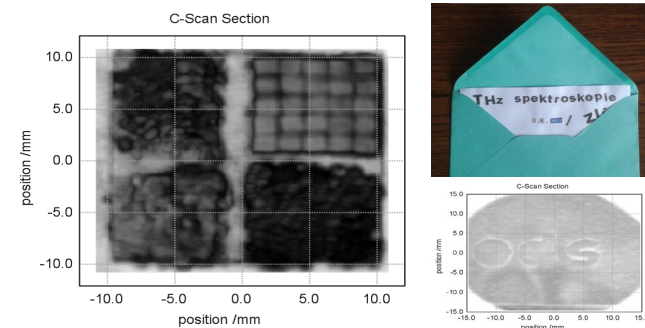 C-Scan Section
10.0
5.0
0.0
-5.0
-10.0
position /mm
-10.0 -5.0 0.0 5.0 10.0
position /mm
THz spektroskopie
C-Scan Section
15.0
10.0
5.0
0.0
-5.0
-10.0
-15.0
position /mm
-15.0 -10.0 -5.0 0.0 5.0 10.0 15.
position /mm